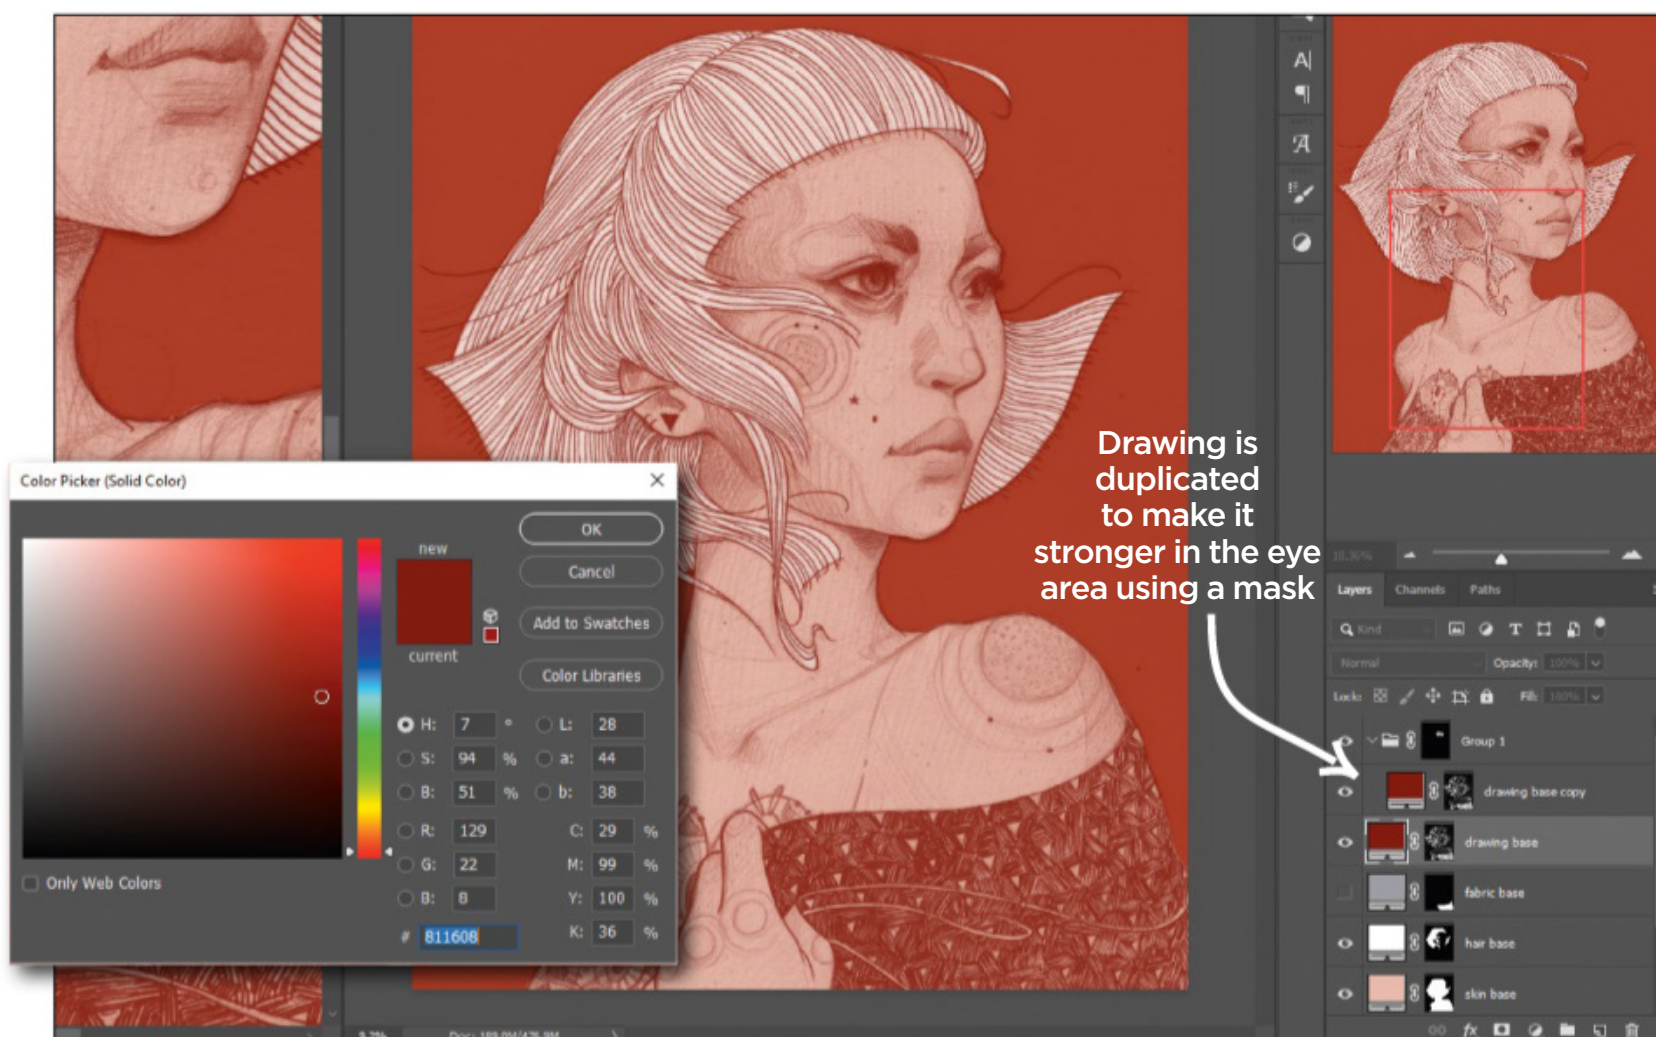 Color Picker (Solid Color)
new
current
OK
Cancel
Add to Swatches
Color Libraries
H: 7 °
S: 94 %
B: 51 %
R: 129
G: 22
B: 8
# 811608
L: 28
a: 44
b: 38
C: 29 %
M: 99 %
Y: 100 %
K: 36 %
Only Web Colors
Drawing is
duplicated
to make it
stronger in the eye
area using a mask
Layers Channels Paths
Kind
Normal Opacity: 100%
Lock: Fill: 100%
Group 1
drawing base copy
drawing base
fabric base
hair base
skin base
fx